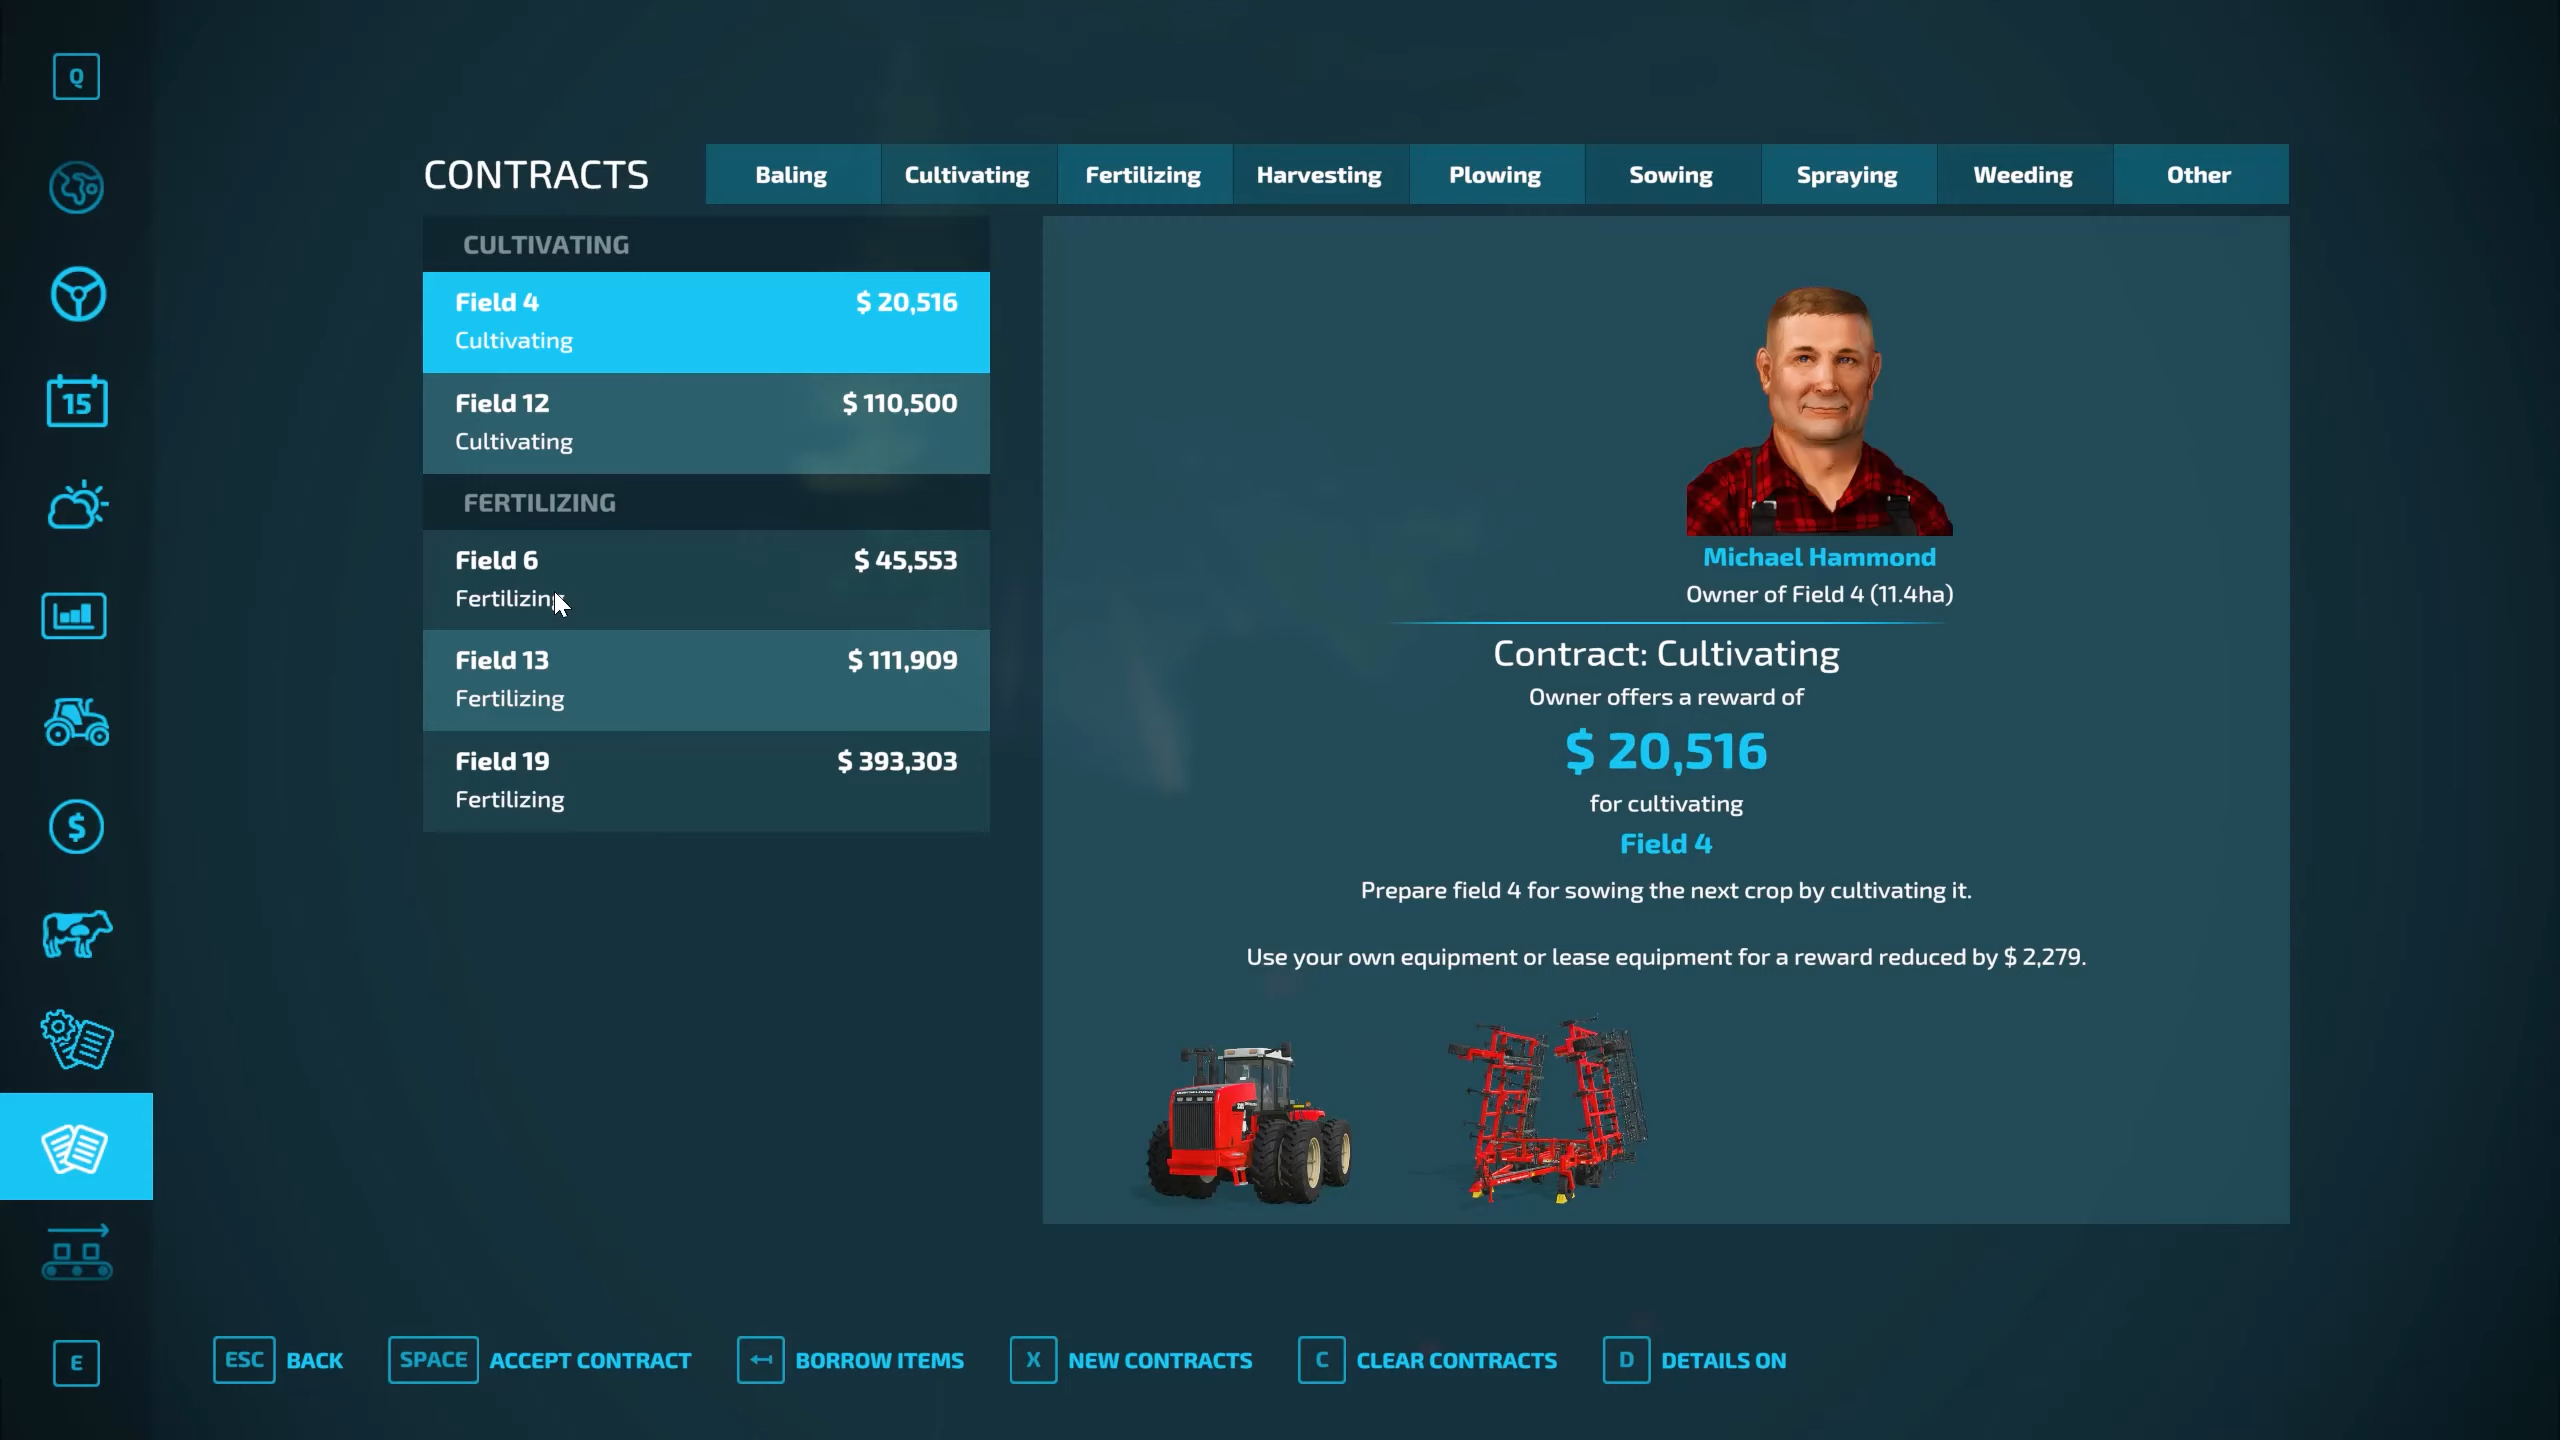 Q
CONTRACTS
Baling
Cultivating
Fertilizing
Harvesting
Plowing
Sowing
Spraying
Weeding
Other
CULTIVATING
Field 4
$ 20,516
Cultivating
Field 12
$ 110,500
Cultivating
FERTILIZING
Field 6
$ 45,553
Fertilizing
Field 13
$ 111,909
Fertilizing
Field 19
$ 393,303
Fertilizing
15
$
Michael Hammond
Owner of Field 4 (11.4ha)
Contract: Cultivating
Owner offers a reward of
$ 20,516
for cultivating
Field 4
Prepare field 4 for sowing the next crop by cultivating it.
Use your own equipment or lease equipment for a reward reduced by $ 2,279.
E
ESC BACK
SPACE ACCEPT CONTRACT
BORROW ITEMS
X NEW CONTRACTS
C CLEAR CONTRACTS
D DETAILS ON